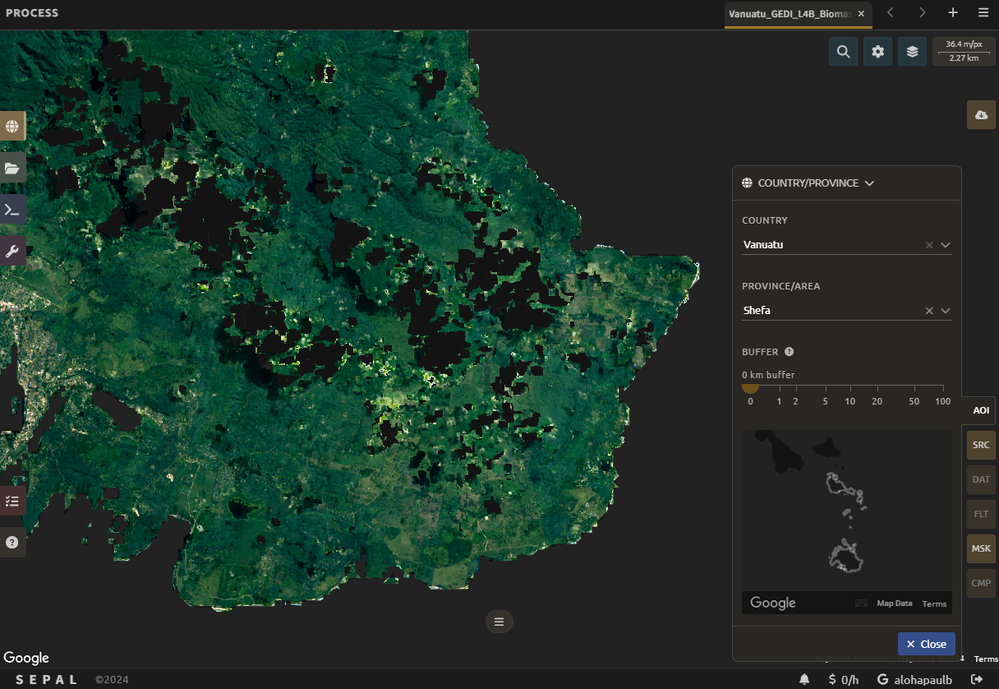 PROCESS
Vanuatu_GEDI_L4B_Biomas
36.4 m/px
2.27 km
COUNTRY/PROVINCE
COUNTRY
Vanuatu
PROVINCE/AREA
Shefa
BUFFER
0 km buffer
0 1 2 5 10 20 50 100
AOI
SRC
DAT
FLT
MSK
CMP
Google
Map Data
Terms
Close
Google
Terms
SEPAL ©2024
$ 0/h
alohapaulb